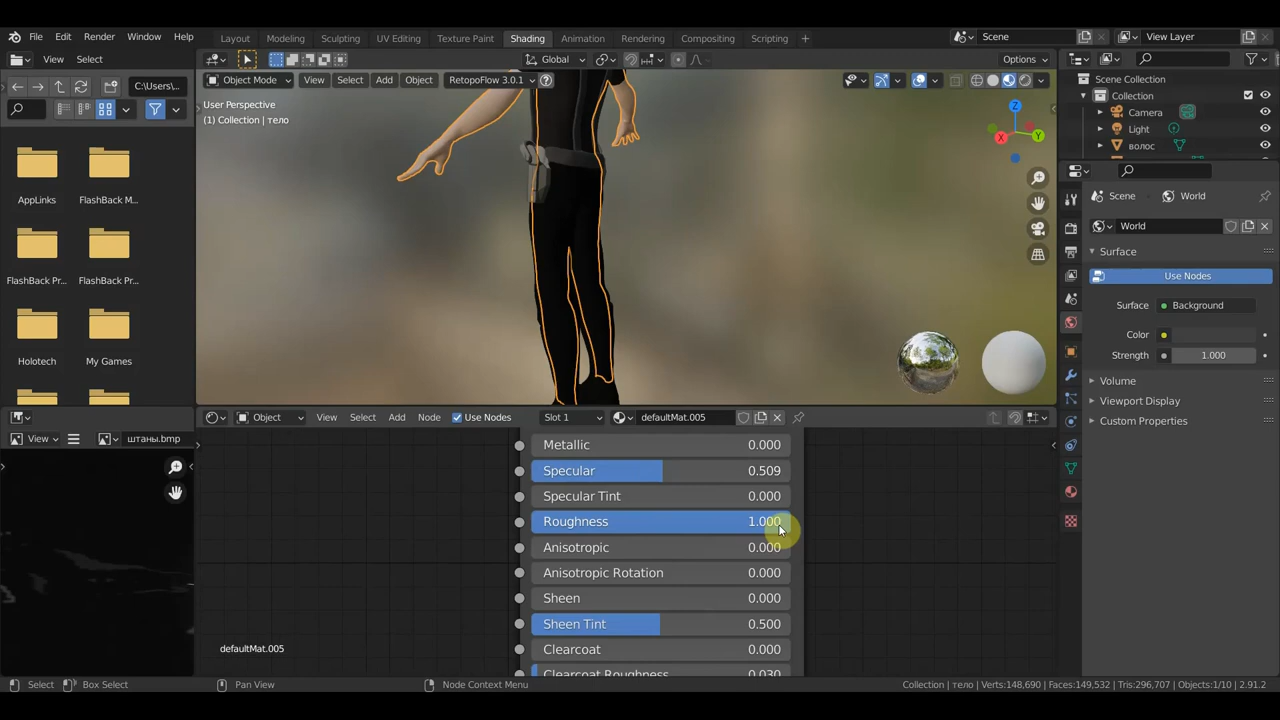 File Edit Render Window Help Layout Modeling Sculpting UV Editing Texture Paint Shading Animation Rendering Compositing Scripting + Scene View Layer
View Select Global Options
Object Mode View Select Add Object RetopoFlow 3.0.1 ?
C:\Users\...
User Perspective
(1) Collection | тело
AppLinks
FlashBack M...
FlashBack Pr...
FlashBack Pr...
Holotech
My Games
X
Y
Z
Scene Collection
Collection
Camera
Light
волос
Scene > World
World
Surface
Use Nodes
Surface Background
Color
Strength 1.000
Volume
Viewport Display
Custom Properties
View штаны.bmp
Object View Select Add Node Use Nodes Slot 1 defaultMat.005
Metallic 0.000
Specular 0.509
Specular Tint 0.000
Roughness 1.000
Anisotropic 0.000
Anisotropic Rotation 0.000
Sheen 0.000
Sheen Tint 0.500
Clearcoat 0.000
Clearcoat Roughness 0.030
defaultMat.005
Select Box Select Pan View Node Context Menu Collection | тело | Verts:148,690 | Faces:149,532 | Tris:296,707 | Objects:1/10 | 2.91.2